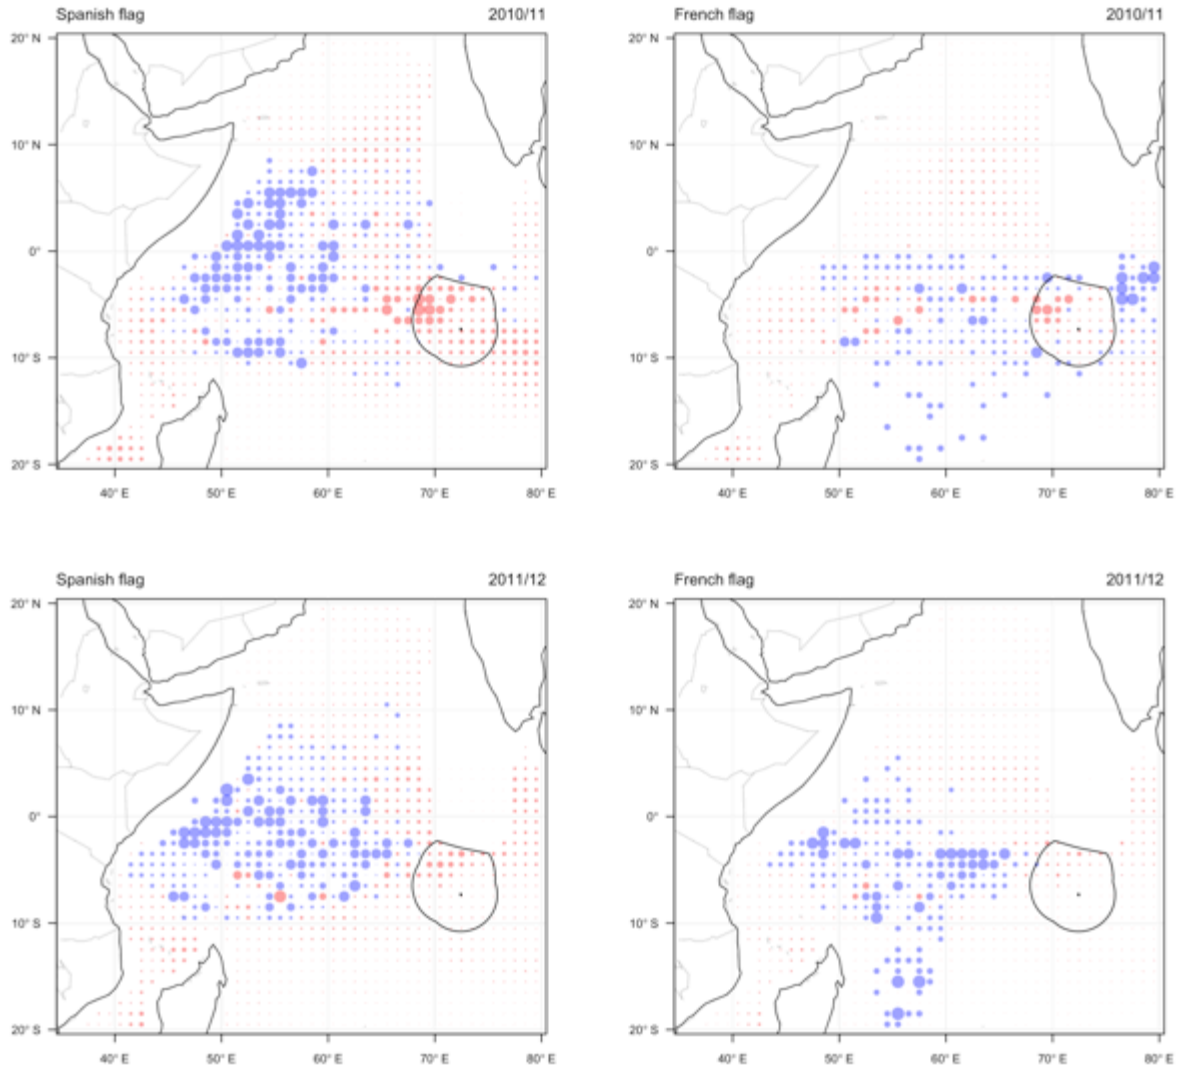 Spanish flag 2010/11
20° N
10° N
0°
10° S
20° S
40° E 50° E 60° E 70° E 80° E
French flag 2010/11
20° N
10° N
0°
10° S
20° S
40° E 50° E 60° E 70° E 80° E
Spanish flag 2011/12
20° N
10° N
0°
10° S
20° S
40° E 50° E 60° E 70° E 80° E
French flag 2011/12
20° N
10° N
0°
10° S
20° S
40° E 50° E 60° E 70° E 80° E